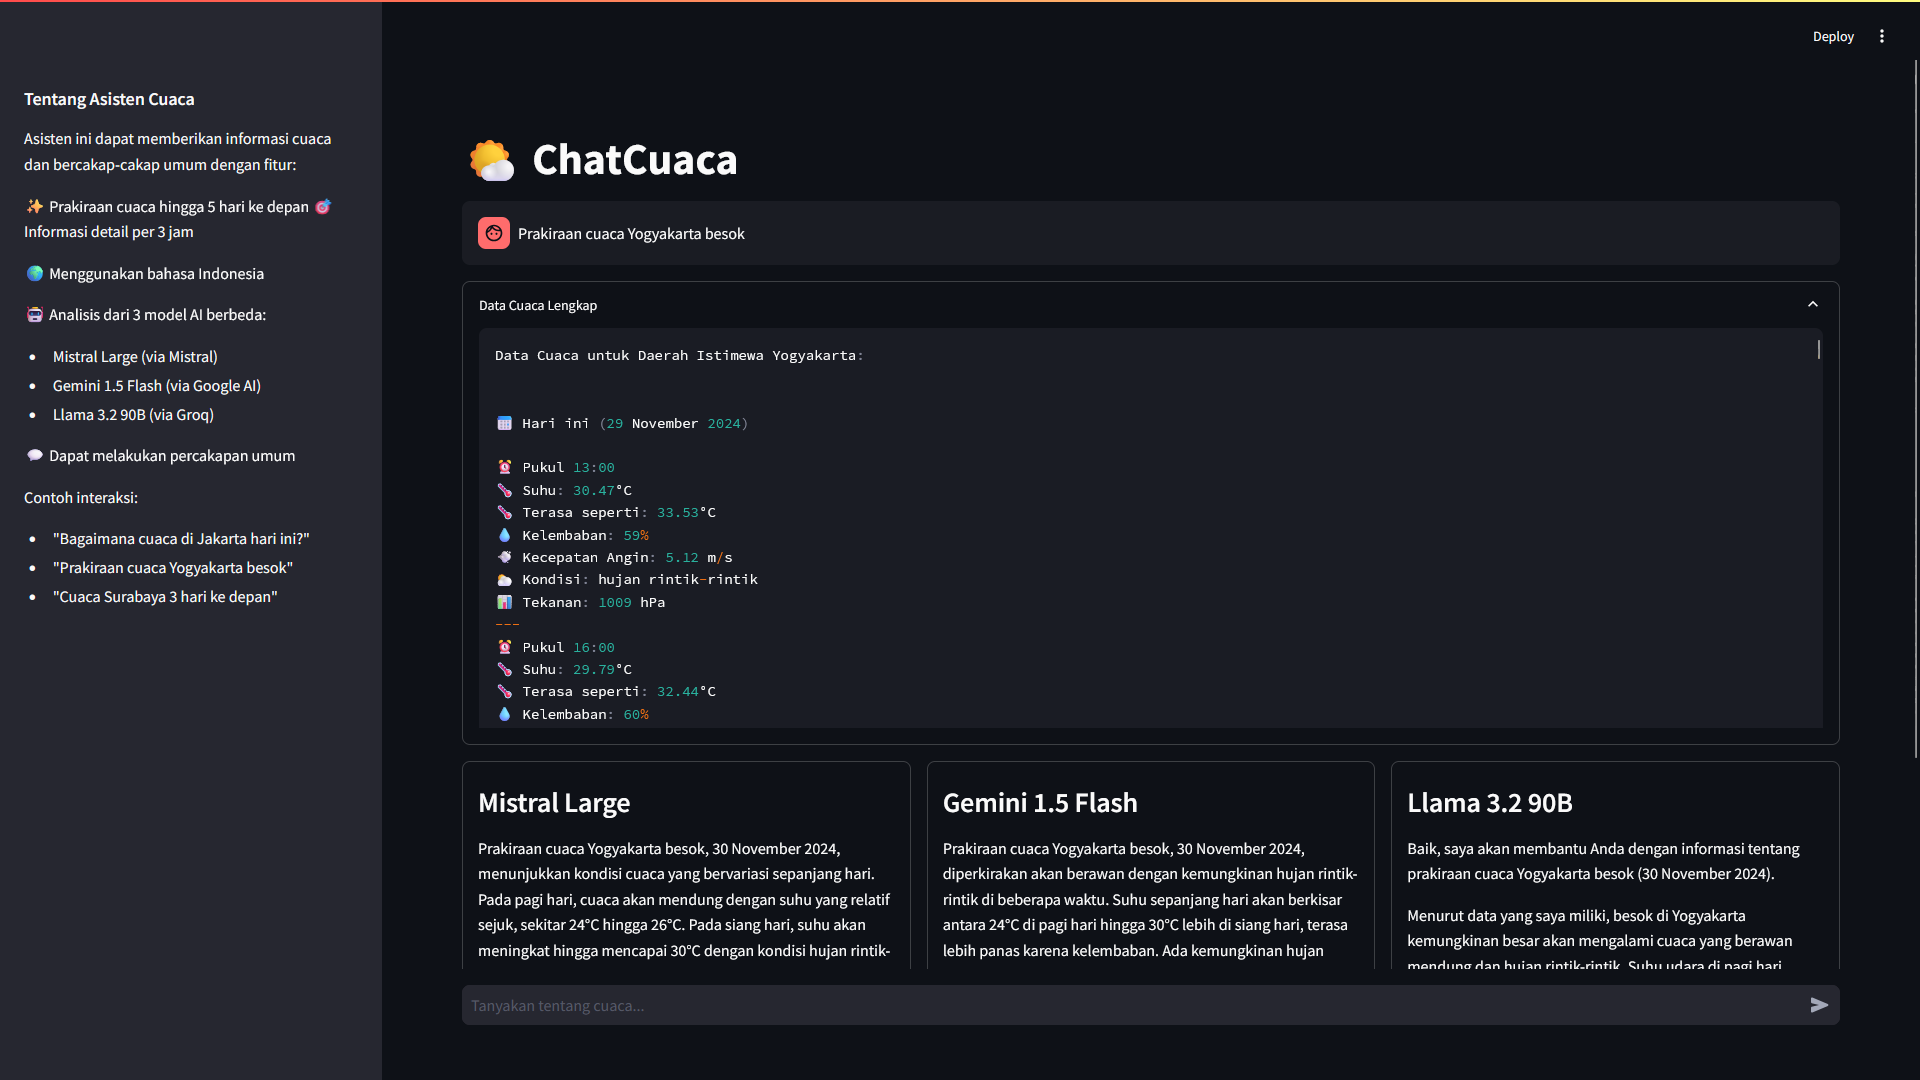 Deploy
Tentang Asisten Cuaca
Asisten ini dapat memberikan informasi cuaca
dan bercakap-cakap umum dengan fitur:
✨ Prakiraan cuaca hingga 5 hari ke depan 🎯
Informasi detail per 3 jam
🌏 Menggunakan bahasa Indonesia
🤖 Analisis dari 3 model AI berbeda:
• Mistral Large (via Mistral)
• Gemini 1.5 Flash (via Google AI)
• Llama 3.2 90B (via Groq)
💬 Dapat melakukan percakapan umum
Contoh interaksi:
• "Bagaimana cuaca di Jakarta hari ini?"
• "Prakiraan cuaca Yogyakarta besok"
• "Cuaca Surabaya 3 hari ke depan"
🌤️ ChatCuaca
Prakiraan cuaca Yogyakarta besok
Data Cuaca Lengkap
Data Cuaca untuk Daerah Istimewa Yogyakarta:
📅 Hari ini (29 November 2024)
⏰ Pukul 13:00
🌡️ Suhu: 30.47°C
🌡️ Terasa seperti: 33.53°C
💧 Kelembaban: 59%
💨 Kecepatan Angin: 5.12 m/s
🌥️ Kondisi: hujan rintik-rintik
📊 Tekanan: 1009 hPa
---
⏰ Pukul 16:00
🌡️ Suhu: 29.79°C
🌡️ Terasa seperti: 32.44°C
💧 Kelembaban: 60%
Mistral Large
Prakiraan cuaca Yogyakarta besok, 30 November 2024,
menunjukkan kondisi cuaca yang bervariasi sepanjang hari.
Pada pagi hari, cuaca akan mendung dengan suhu yang relatif
sejuk, sekitar 24°C hingga 26°C. Pada siang hari, suhu akan
meningkat hingga mencapai 30°C dengan kondisi hujan rintik-
Gemini 1.5 Flash
Prakiraan cuaca Yogyakarta besok, 30 November 2024,
diperkirakan akan berawan dengan kemungkinan hujan rintik-
rintik di beberapa waktu. Suhu sepanjang hari akan berkisar
antara 24°C di pagi hari hingga 30°C lebih di siang hari, terasa
lebih panas karena kelembaban. Ada kemungkinan hujan
Llama 3.2 90B
Baik, saya akan membantu Anda dengan informasi tentang
prakiraan cuaca Yogyakarta besok (30 November 2024).
Menurut data yang saya miliki, besok di Yogyakarta
kemungkinan besar akan mengalami cuaca yang berawan
mendung dan hujan rintik-rintik. Suhu udara di pagi hari
Tanyakan tentang cuaca...